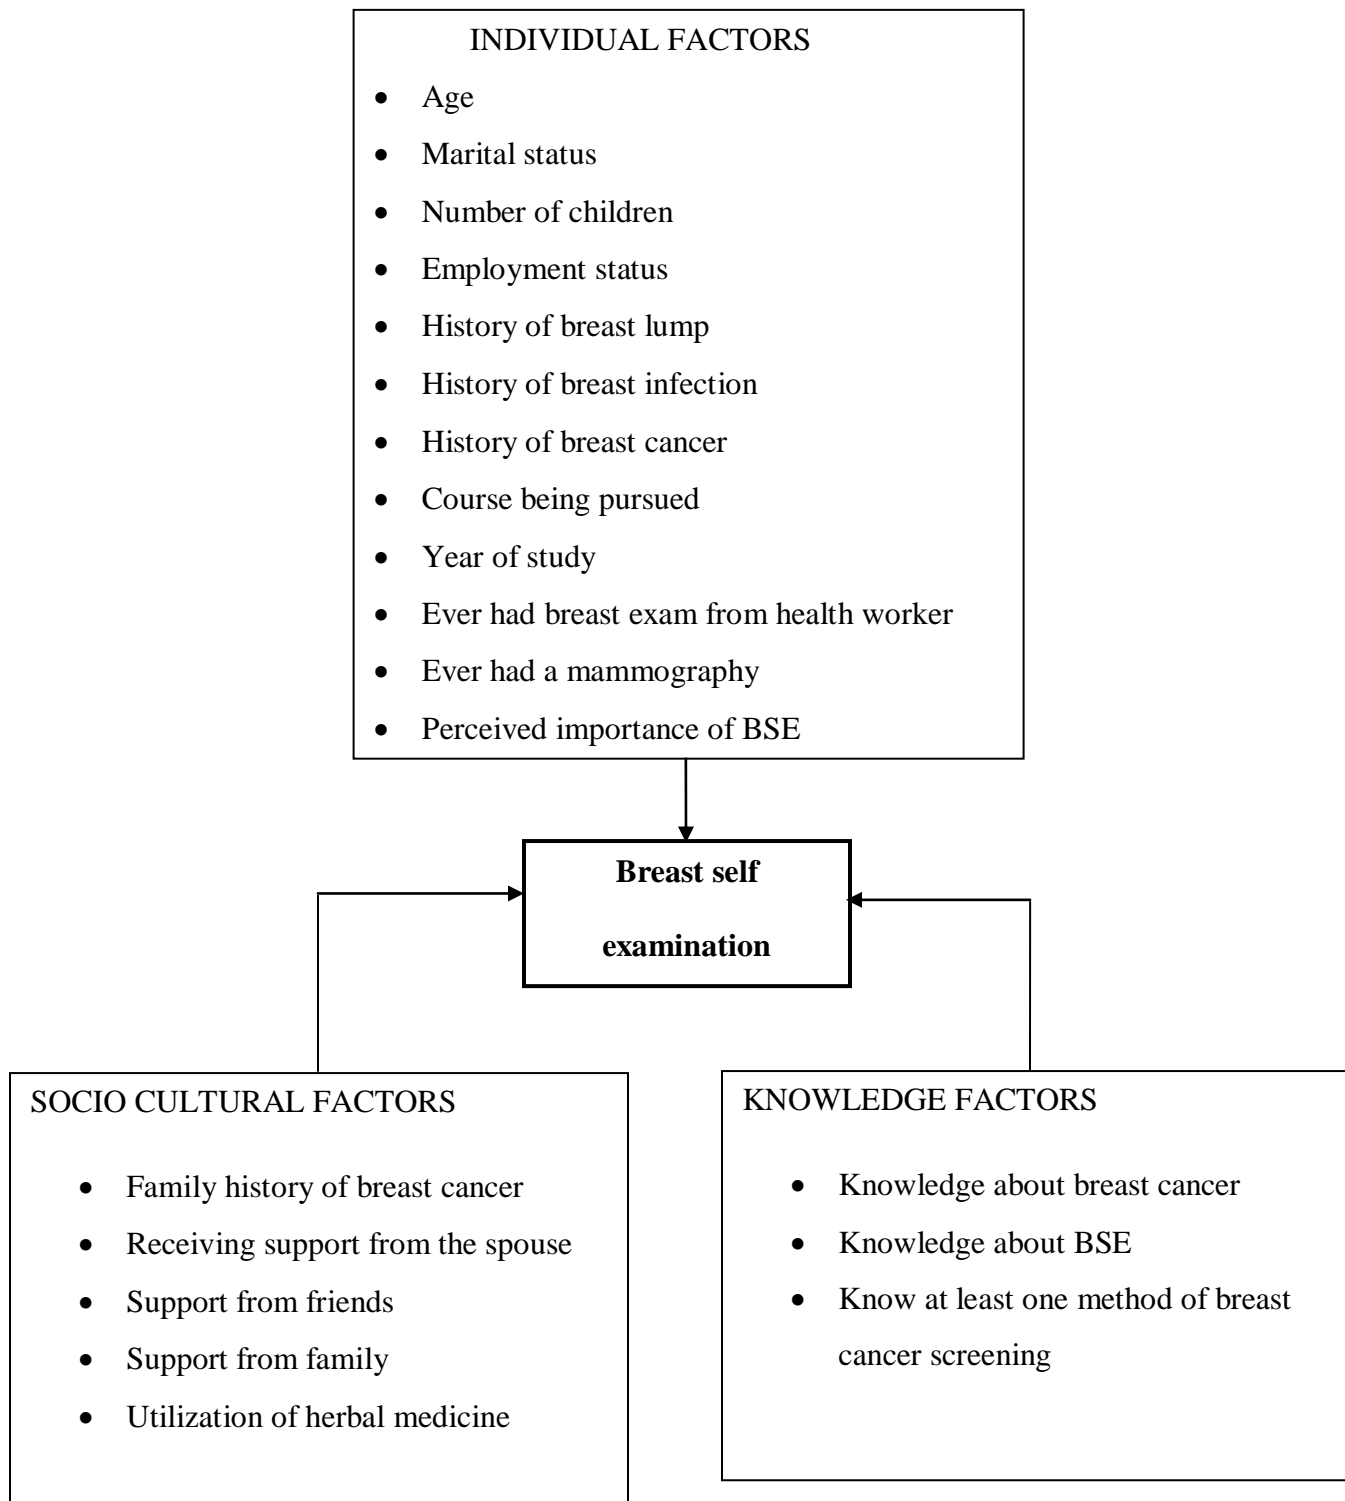 INDIVIDUAL FACTORS
• Age
• Marital status
• Number of children
• Employment status
• History of breast lump
• History of breast infection
• History of breast cancer
• Course being pursued
• Year of study
• Ever had breast exam from health worker
• Ever had a mammography
• Perceived importance of BSE
Breast self
examination
SOCIO CULTURAL FACTORS
• Family history of breast cancer
• Receiving support from the spouse
• Support from friends
• Support from family
• Utilization of herbal medicine
KNOWLEDGE FACTORS
• Knowledge about breast cancer
• Knowledge about BSE
• Know at least one method of breast
cancer screening